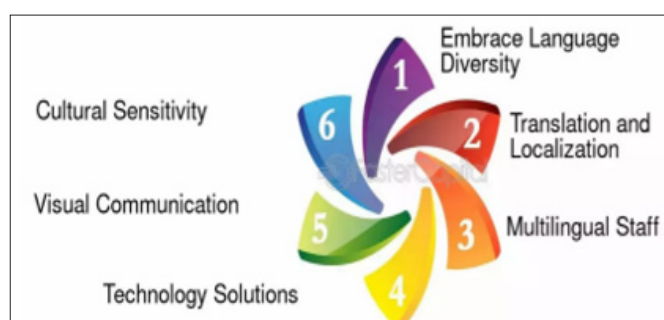 1
Embrace Language
Diversity
2
Translation and
Localization
3
Multilingual Staff
4
Technology Solutions
5
Visual Communication
6
Cultural Sensitivity
FasterCapital